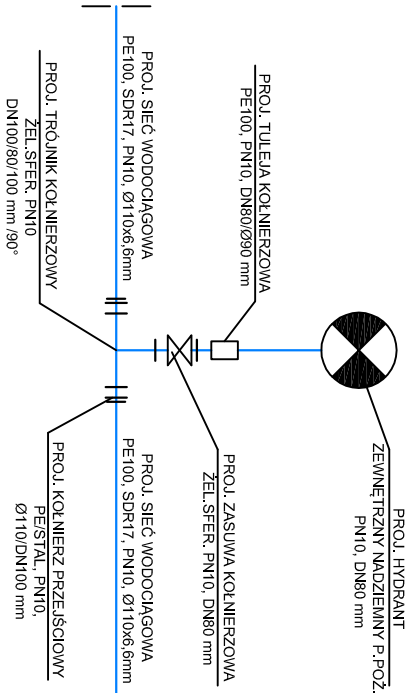 PROJ. HYDRANT
ZEWNĘTRZNY NADZIEMNY P.POŻ.
PN10, DN80 mm
PROJ. TULEJA KOŁNIERZOWA
PE100, PN10, DN80/Ø90 mm
PROJ. ZASUWA KOŁNIERZOWA
ŻEL.SFER. PN10, DN80 mm
PROJ. SIEĆ WODOCIĄGOWA
PE100, SDR17, PN10, Ø110x6,6mm
PROJ. SIEĆ WODOCIĄGOWA
PE100, SDR17, PN10, Ø110x6,6mm
PROJ. TRÓJNIK KOŁNIERZOWY
ŻEL.SFER. PN10
DN100/80/100 mm /90°
PROJ. KOŁNIERZ PRZEJŚCIOWY
PE/STAL, PN10,
Ø110/DN100 mm